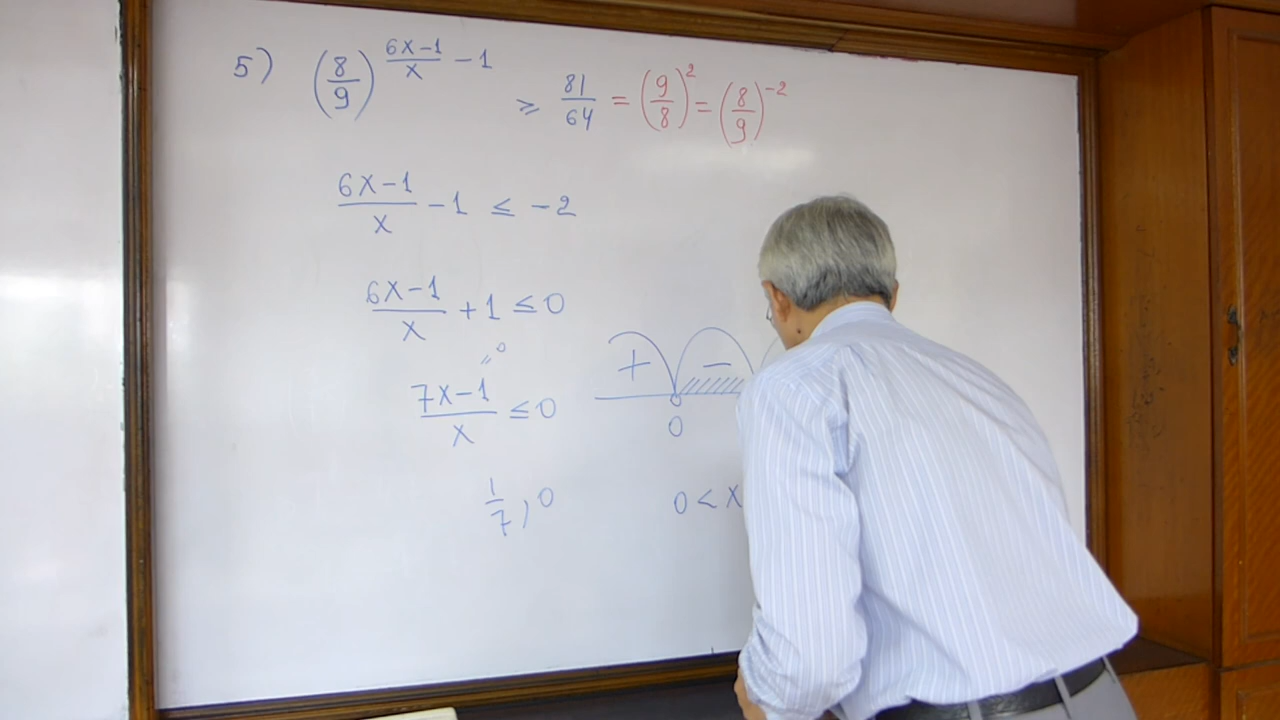 5) (8/9)^((6x-1)/x - 1) ≥ 81/64 = (9/8)^2 = (8/9)^-2
(6x-1)/x - 1 ≤ -2
(6x-1)/x + 1 ≤ 0
+ -
(7x-1)/x ≤ 0
0
1/7, 0
0 < x